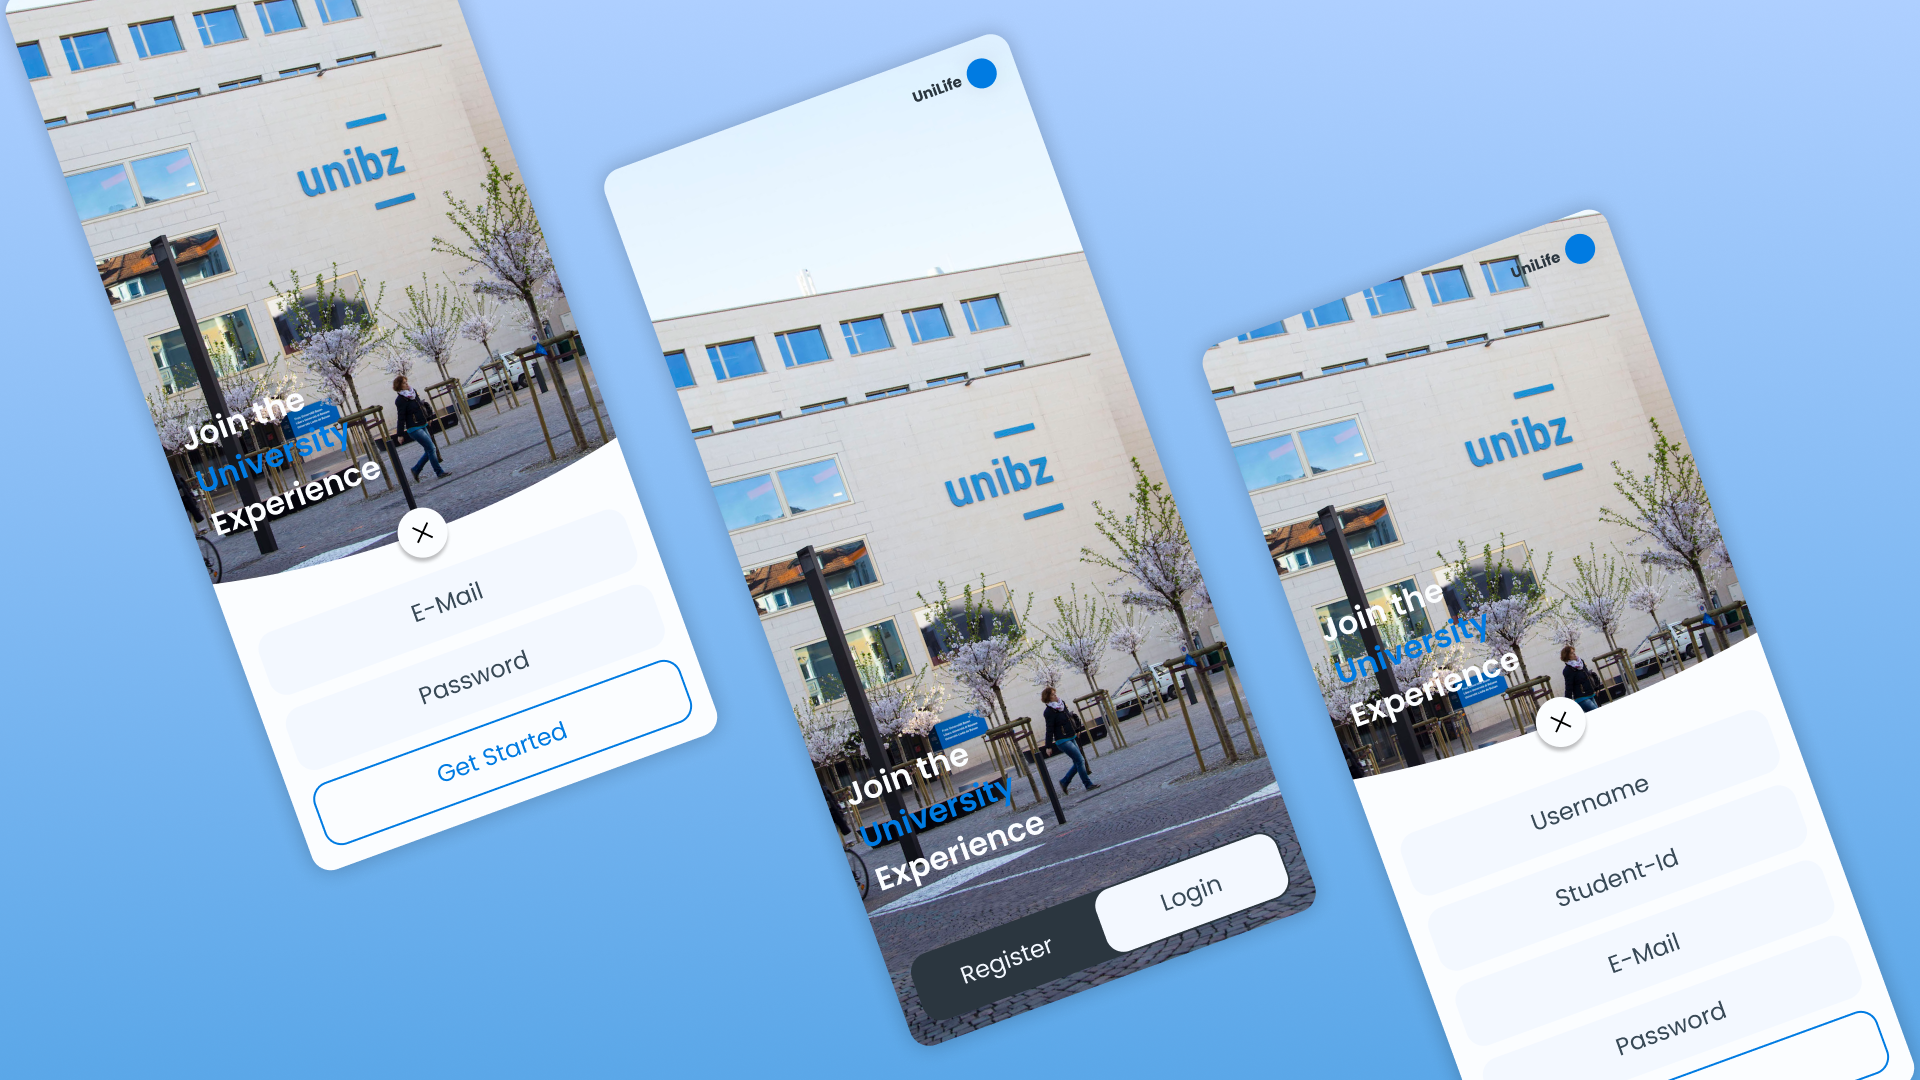 unibz
Join the
University
Experience
E-Mail
Password
Get Started
UniLife
unibz
Join the
University
Experience
Register
Login
UniLife
unibz
Join the
University
Experience
Username
Student-Id
E-Mail
Password